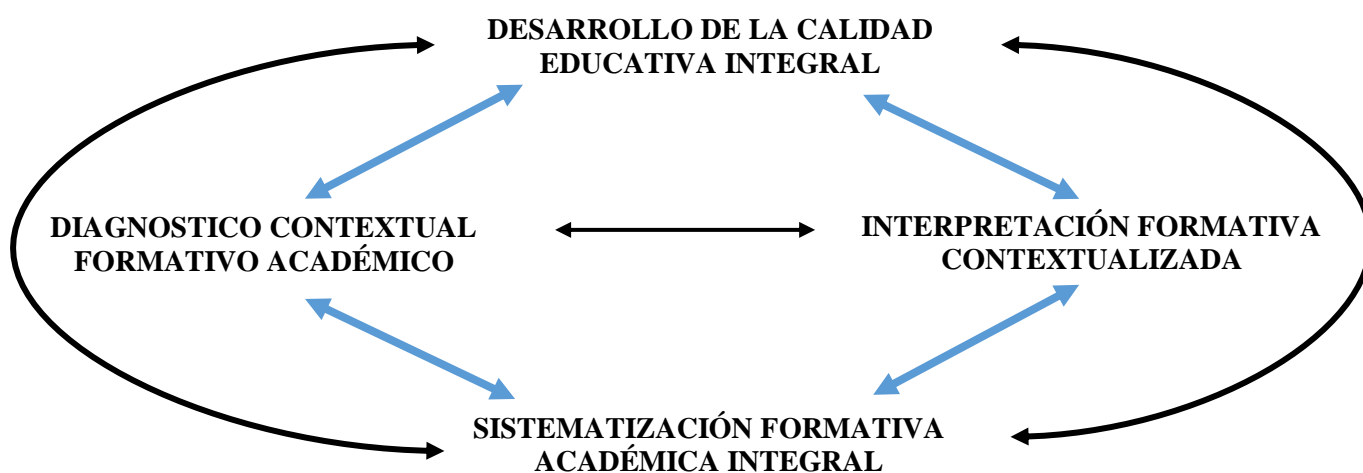 DESARROLLO DE LA CALIDAD
EDUCATIVA INTEGRAL
DIAGNOSTICO CONTEXTUAL
FORMATIVO ACADÉMICO
INTERPRETACIÓN FORMATIVA
CONTEXTUALIZADA
SISTEMATIZACIÓN FORMATIVA
ACADÉMICA INTEGRAL